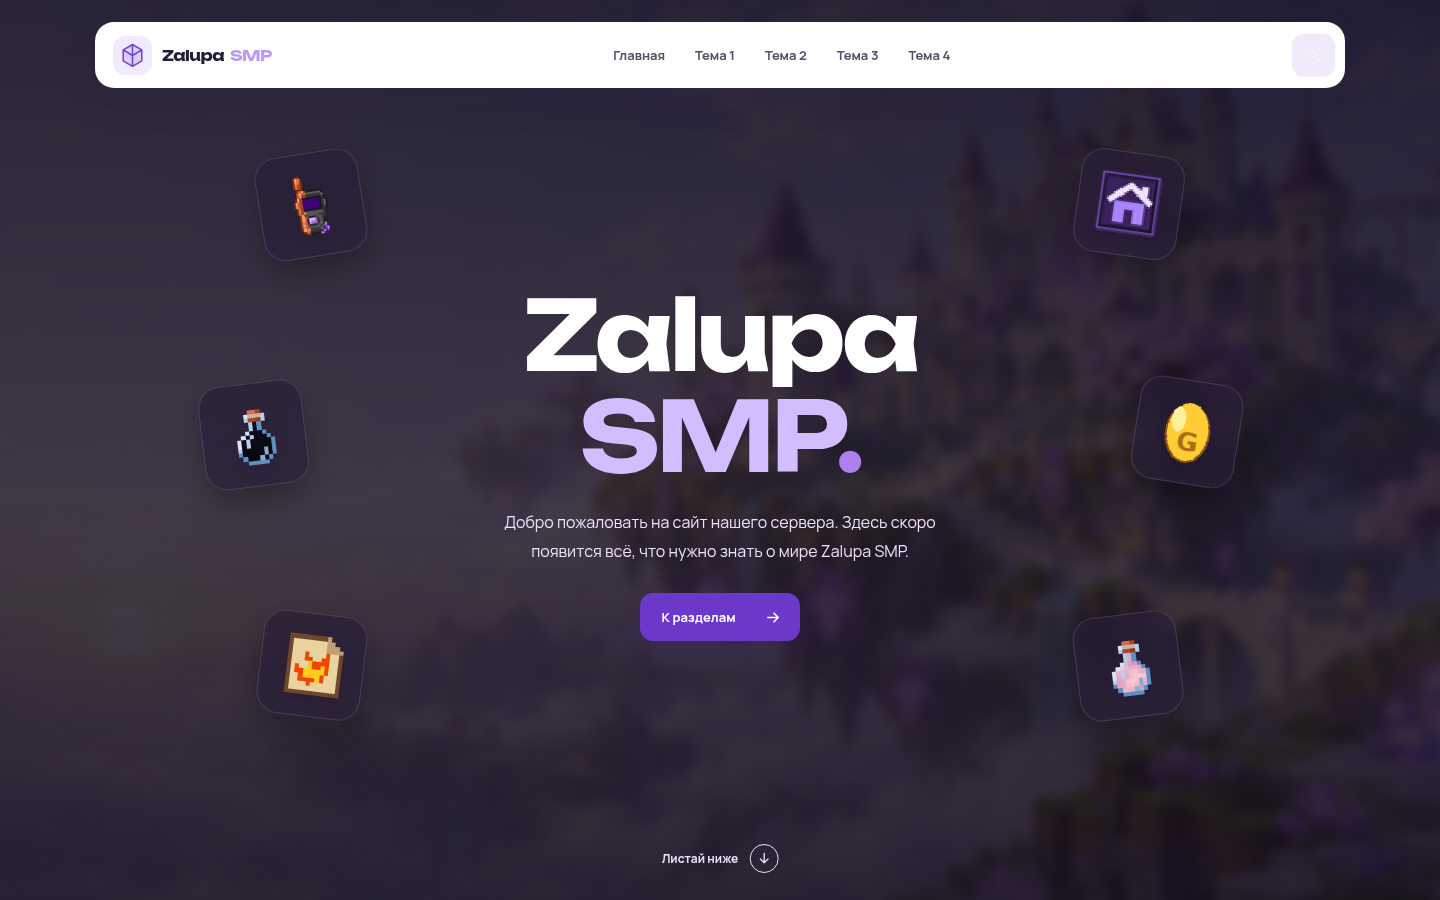 Zalupa SMP
Главная
Тема 1
Тема 2
Тема 3
Тема 4
Zalupa
SMP.
G
Добро пожаловать на сайт нашего сервера. Здесь скоро
появится всё, что нужно знать о мире Zalupa SMP.
К разделам
Листай ниже